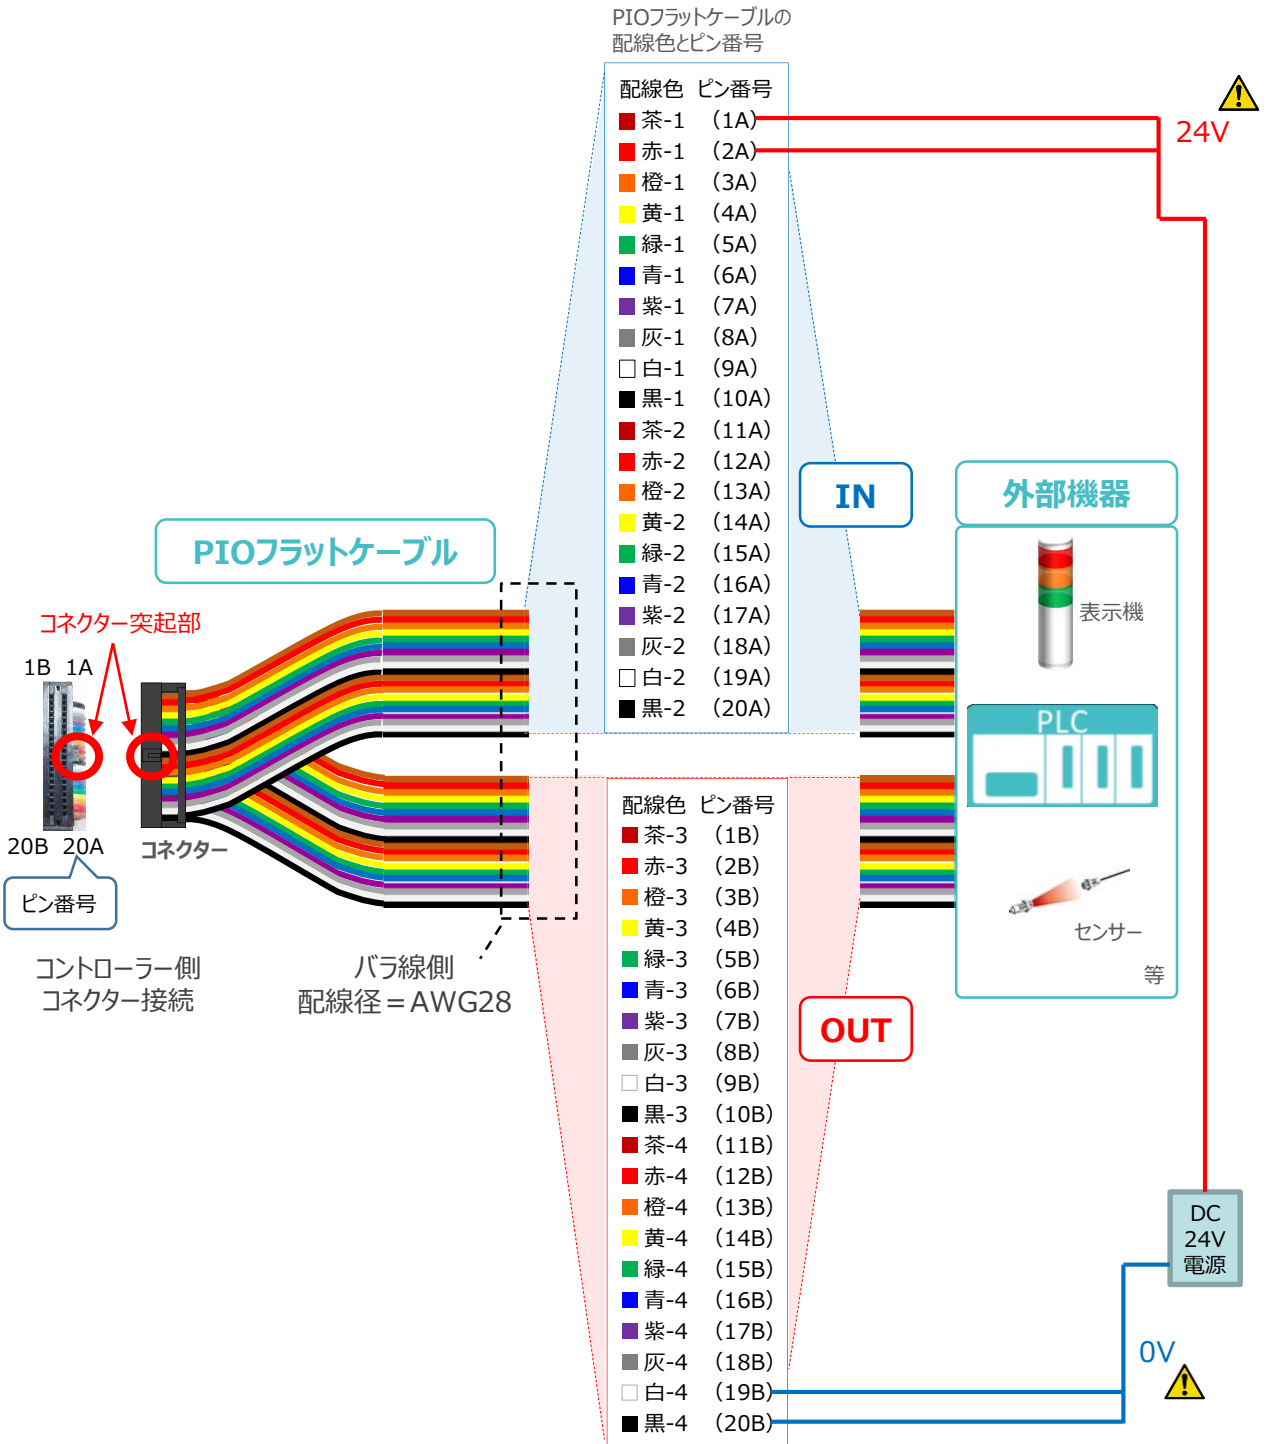 PIOフラットケーブルの
配線色とピン番号
配線色 ピン番号
茶-1 (1A)
赤-1 (2A)
橙-1 (3A)
黄-1 (4A)
緑-1 (5A)
青-1 (6A)
紫-1 (7A)
灰-1 (8A)
白-1 (9A)
黒-1 (10A)
茶-2 (11A)
赤-2 (12A)
橙-2 (13A)
黄-2 (14A)
緑-2 (15A)
青-2 (16A)
紫-2 (17A)
灰-2 (18A)
白-2 (19A)
黒-2 (20A)
24V
IN
外部機器
表示機
PLC
センサー
等
PIOフラットケーブル
コネクター突起部
1B 1A
20B 20A
コネクター
ピン番号
コントローラー側
コネクター接続
バラ線側
配線径=AWG28
配線色 ピン番号
茶-3 (1B)
赤-3 (2B)
橙-3 (3B)
黄-3 (4B)
緑-3 (5B)
青-3 (6B)
紫-3 (7B)
灰-3 (8B)
白-3 (9B)
黒-3 (10B)
茶-4 (11B)
赤-4 (12B)
橙-4 (13B)
黄-4 (14B)
緑-4 (15B)
青-4 (16B)
紫-4 (17B)
灰-4 (18B)
白-4 (19B)
黒-4 (20B)
OUT
DC
24V
電源
0V